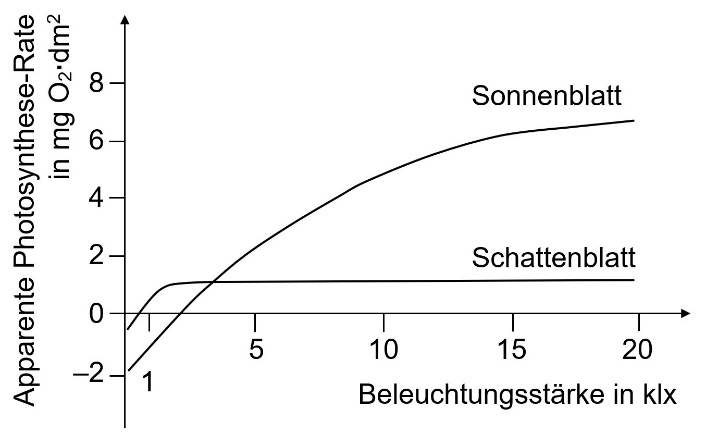 Apparente Photosynthese-Rate
in mg O₂·dm²
8
6
4
2
0
–2
Sonnenblatt
Schattenblatt
1
5
10
15
20
Beleuchtungsstärke in klx